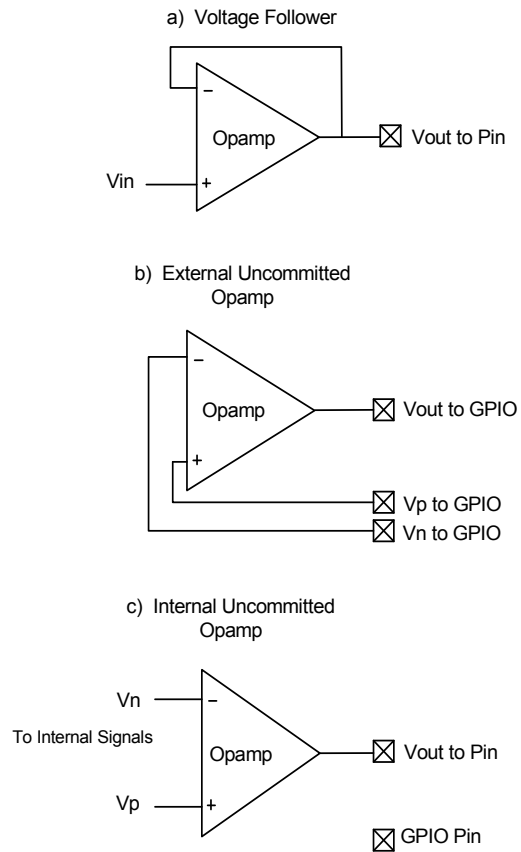 a) Voltage Follower
−
Opamp
Vout to Pin
Vin
+
b) External Uncommitted
Opamp
−
Opamp
Vout to GPIO
+
Vp to GPIO
Vn to GPIO
c) Internal Uncommitted
Opamp
Vn
−
To Internal Signals
Opamp
Vout to Pin
Vp
+
GPIO Pin